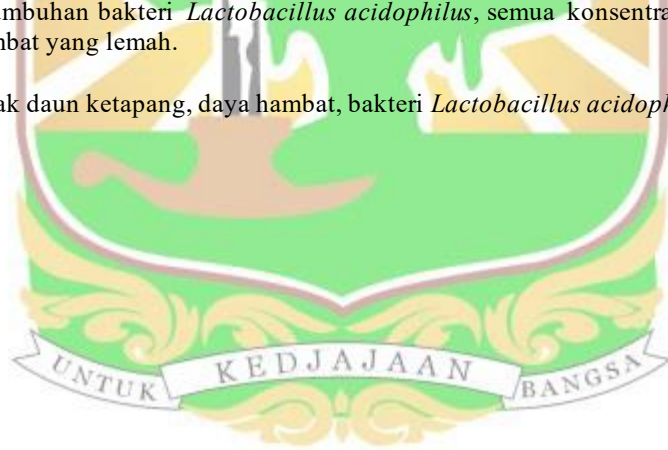 umbuhan bakteri Lactobacillus acidophilus, semua konsentra
nbat yang lemah.
ak daun ketapang, daya hambat, bakteri Lactobacillus acidoph
UNTUK KEDJAJAAN BANGSA